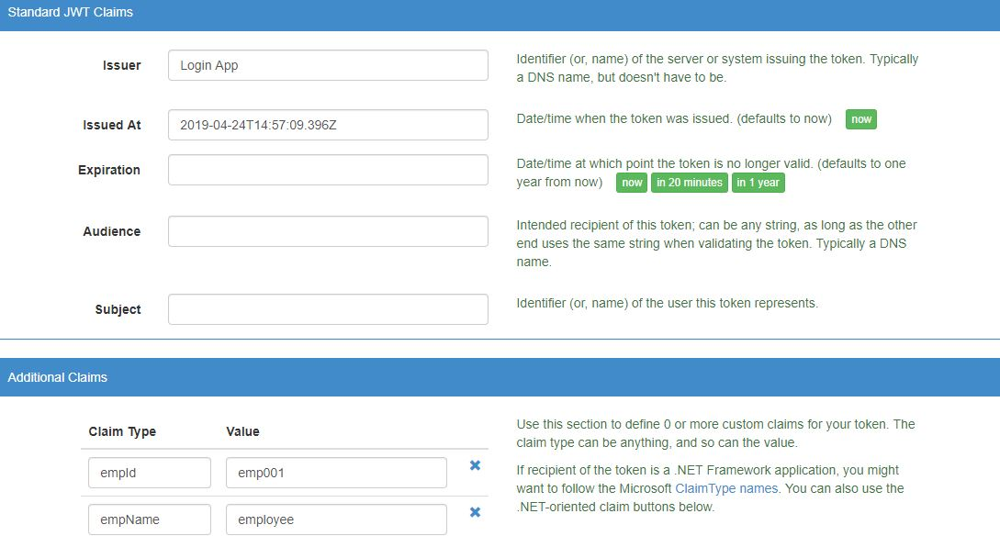 Standard JWT Claims
Issuer
Login App
Identifier (or, name) of the server or system issuing the token. Typically
a DNS name, but doesn't have to be.
Issued At
2019-04-24T14:57:09.396Z
Date/time when the token was issued. (defaults to now) now
Expiration
Date/time at which point the token is no longer valid. (defaults to one
year from now) now in 20 minutes in 1 year
Audience
Intended recipient of this token; can be any string, as long as the other
end uses the same string when validating the token. Typically a DNS
name.
Subject
Identifier (or, name) of the user this token represents.
Additional Claims
Claim Type Value
empId emp001
empName employee
Use this section to define 0 or more custom claims for your token. The
claim type can be anything, and so can the value.
If recipient of the token is a .NET Framework application, you might
want to follow the Microsoft ClaimType names. You can also use the
.NET-oriented claim buttons below.